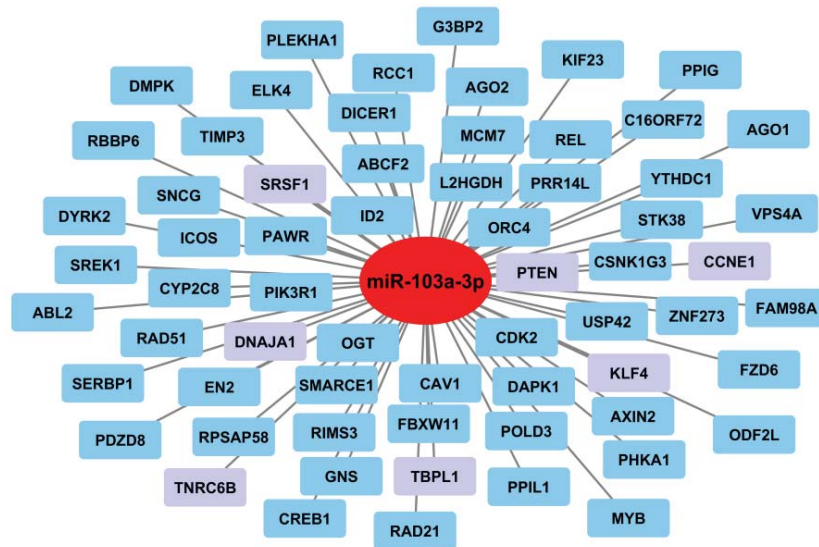 G3BP2
PLEKHA1
KIF23
RCC1
PPIG
DMPK
ELK4
AGO2
DICER1
C16ORF72
AGO1
RBBP6
TIMP3
MCM7
REL
ABCF2
SRSF1
L2HGDH
PRR14L
YTHDC1
SNCG
DYRK2
ID2
STK38
VPS4A
ICOS
PAWR
ORC4
SREK1
CSNK1G3
CCNE1
PTEN
miR-103a-3p
CYP2C8
PIK3R1
ABL2
ZNF273
FAM98A
USP42
RAD51
DNAJA1
OGT
CDK2
FZD6
KLF4
SERBP1
EN2
SMARCE1
CAV1
DAPK1
AXIN2
PDZD8
RPSAP58
RIMS3
FBXW11
POLD3
ODF2L
PHKA1
TNRC6B
GNS
TBPL1
PPIL1
CREB1
RAD21
MYB